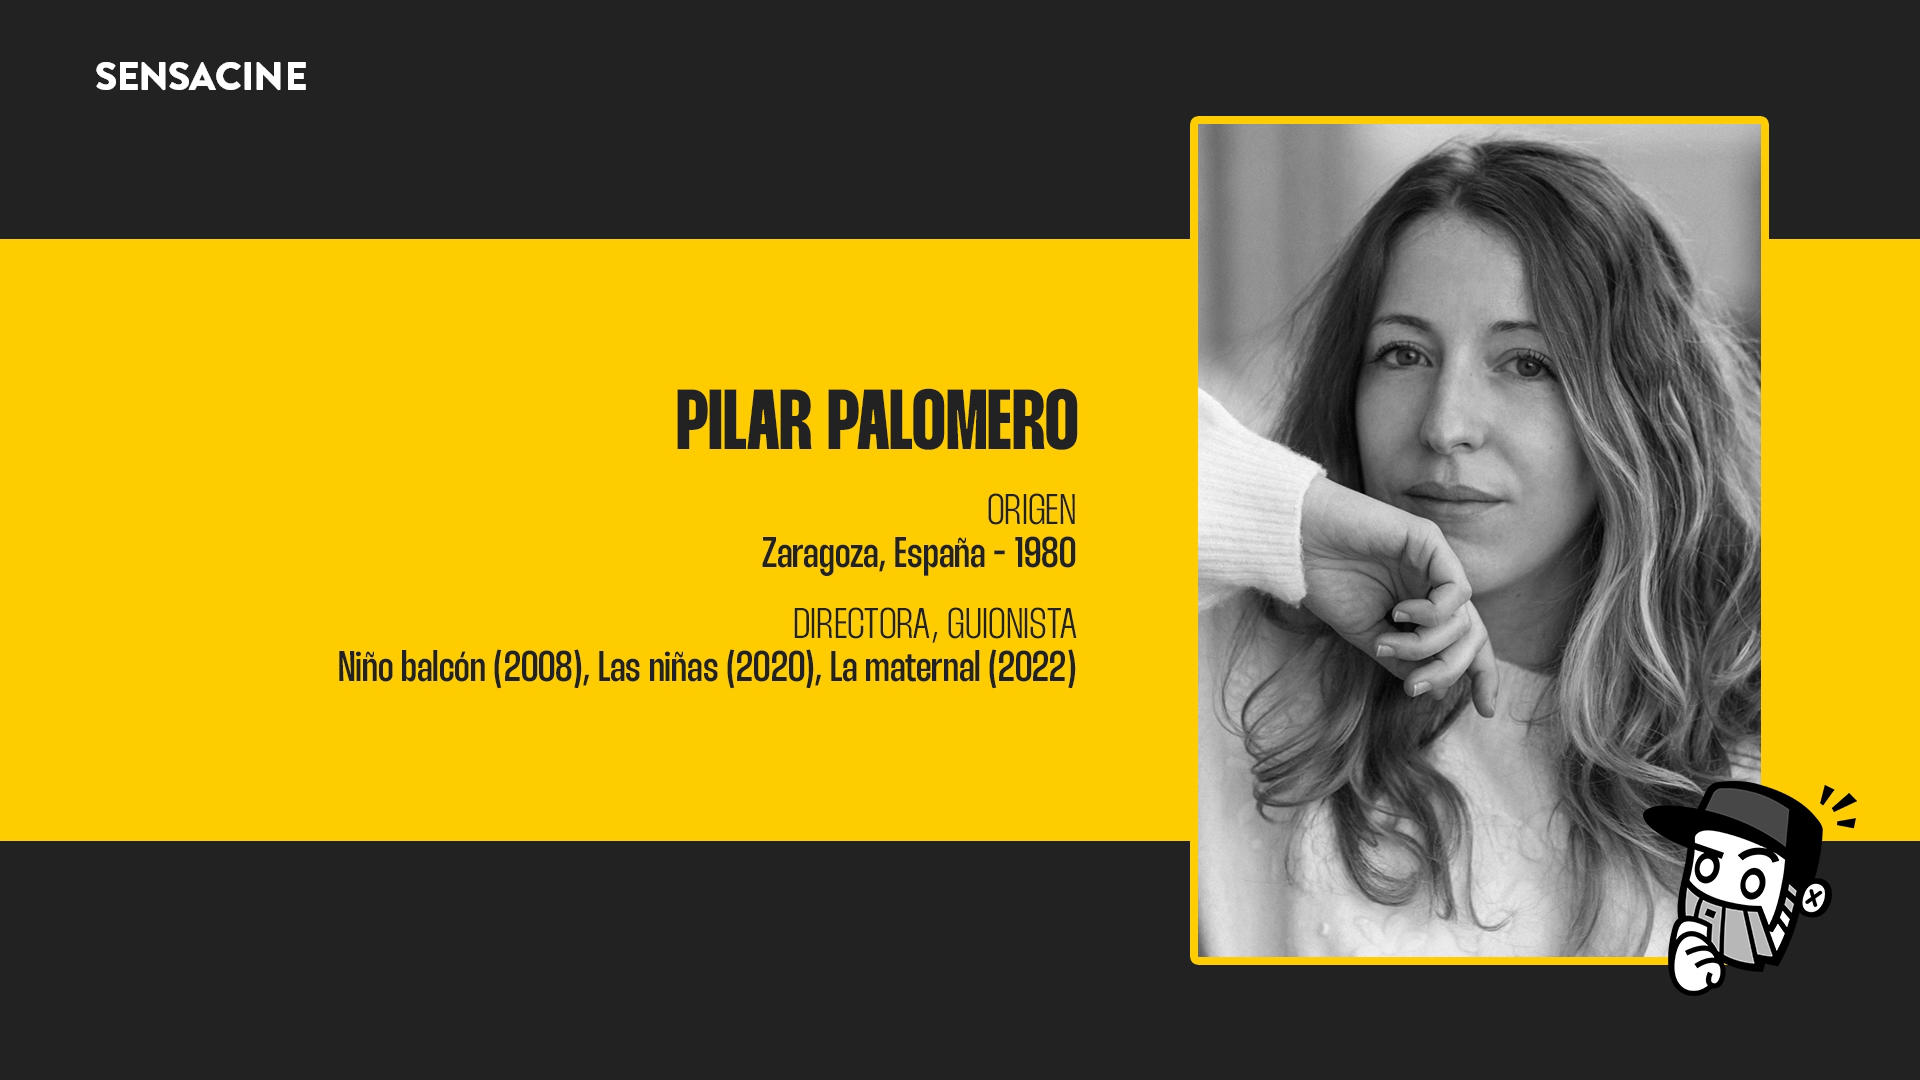 SENSACINE
PILAR PALOMERO
ORIGEN
Zaragoza, España - 1980
DIRECTORA, GUIONISTA
Niño balcón (2008), Las niñas (2020), La maternal (2022)